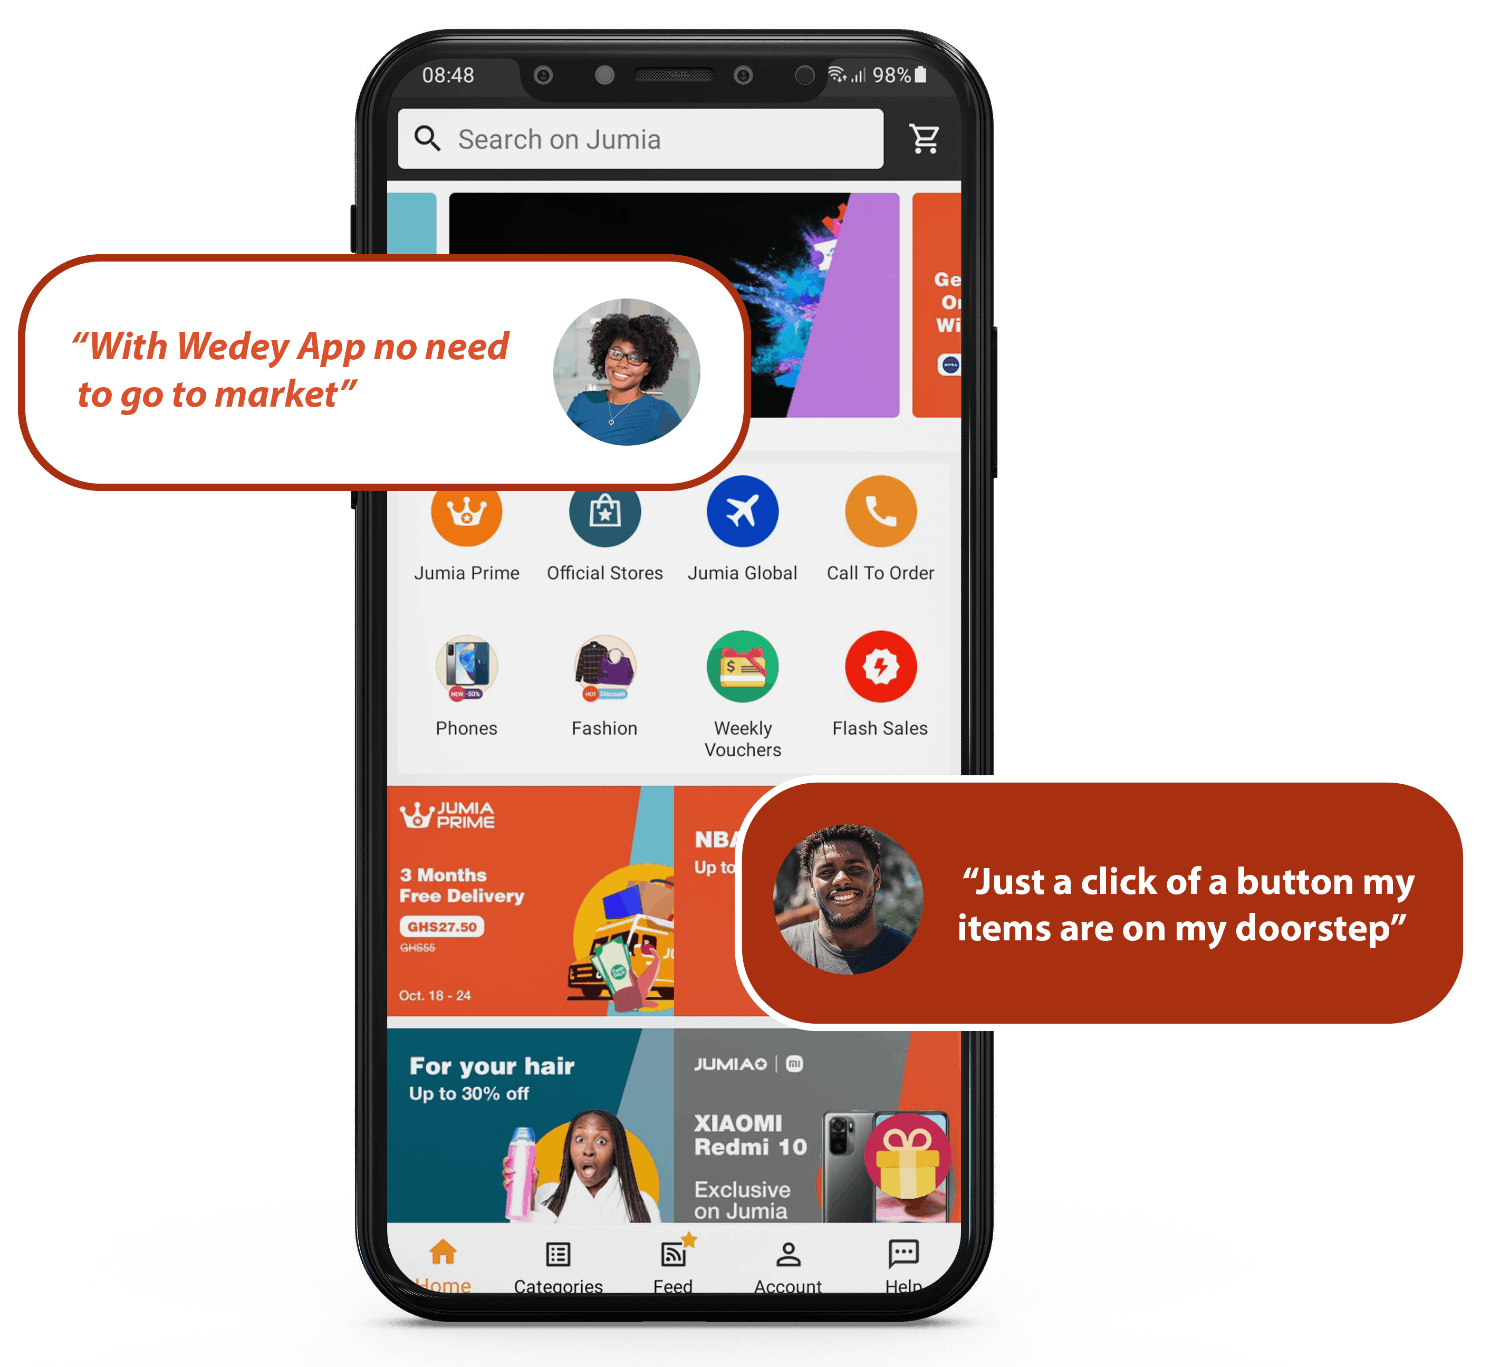 08:48
98%
Search on Jumia
Ge
O
Wi
NIVEA
“With Wedey App no need
to go to market”
Jumia Prime
Official Stores
Jumia Global
Call To Order
NEW -50%
HOT Discount
$
Phones
Fashion
Weekly
Vouchers
Flash Sales
JUMIA
PRIME
3 Months
Free Delivery
GHS27.50
GHS55
Oct. 18 - 24
JU
NBA
Up to
“Just a click of a button my
items are on my doorstep”
For your hair
Up to 30% off
JUMIA
mi
XIAOMI
Redmi 10
Exclusive
on Jumia
Home
Categories
Feed
Account
Help